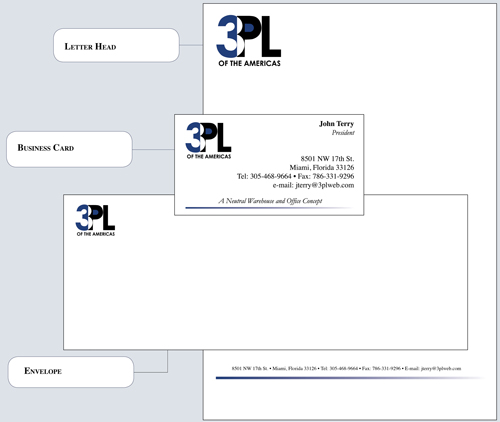 LETTER HEAD
3PL
OF THE AMERICAS
BUSINESS CARD
3PL
OF THE AMERICAS
John Terry
President
8501 NW 17th St.
Miami, Florida 33126
Tel: 305-468-9664 • Fax: 786-331-9296
e-mail: jterry@3plweb.com
A Neutral Warehouse and Office Concept
3PL
OF THE AMERICAS
ENVELOPE
8501 NW 17th St. • Miami, Florida 33126 • Tel: 305-468-9664 • Fax: 786-331-9296 • E-mail: jterry@3plweb.com